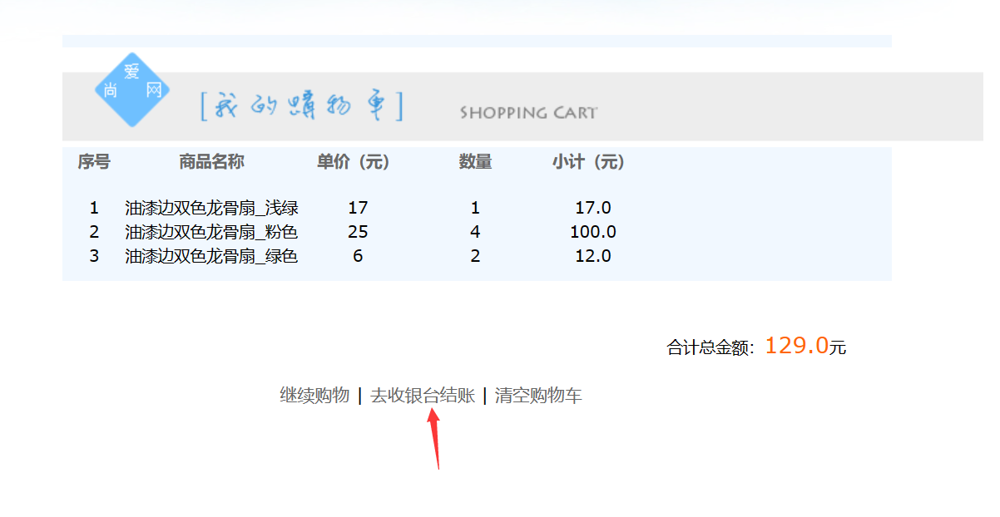 爱
尚 网
[我的購物車] SHOPPING CART
序号 商品名称 单价（元） 数量 小计（元）
1 油漆边双色龙骨扇_浅绿 17 1 17.0
2 油漆边双色龙骨扇_粉色 25 4 100.0
3 油漆边双色龙骨扇_绿色 6 2 12.0
合计总金额：129.0元
继续购物 | 去收银台结账 | 清空购物车